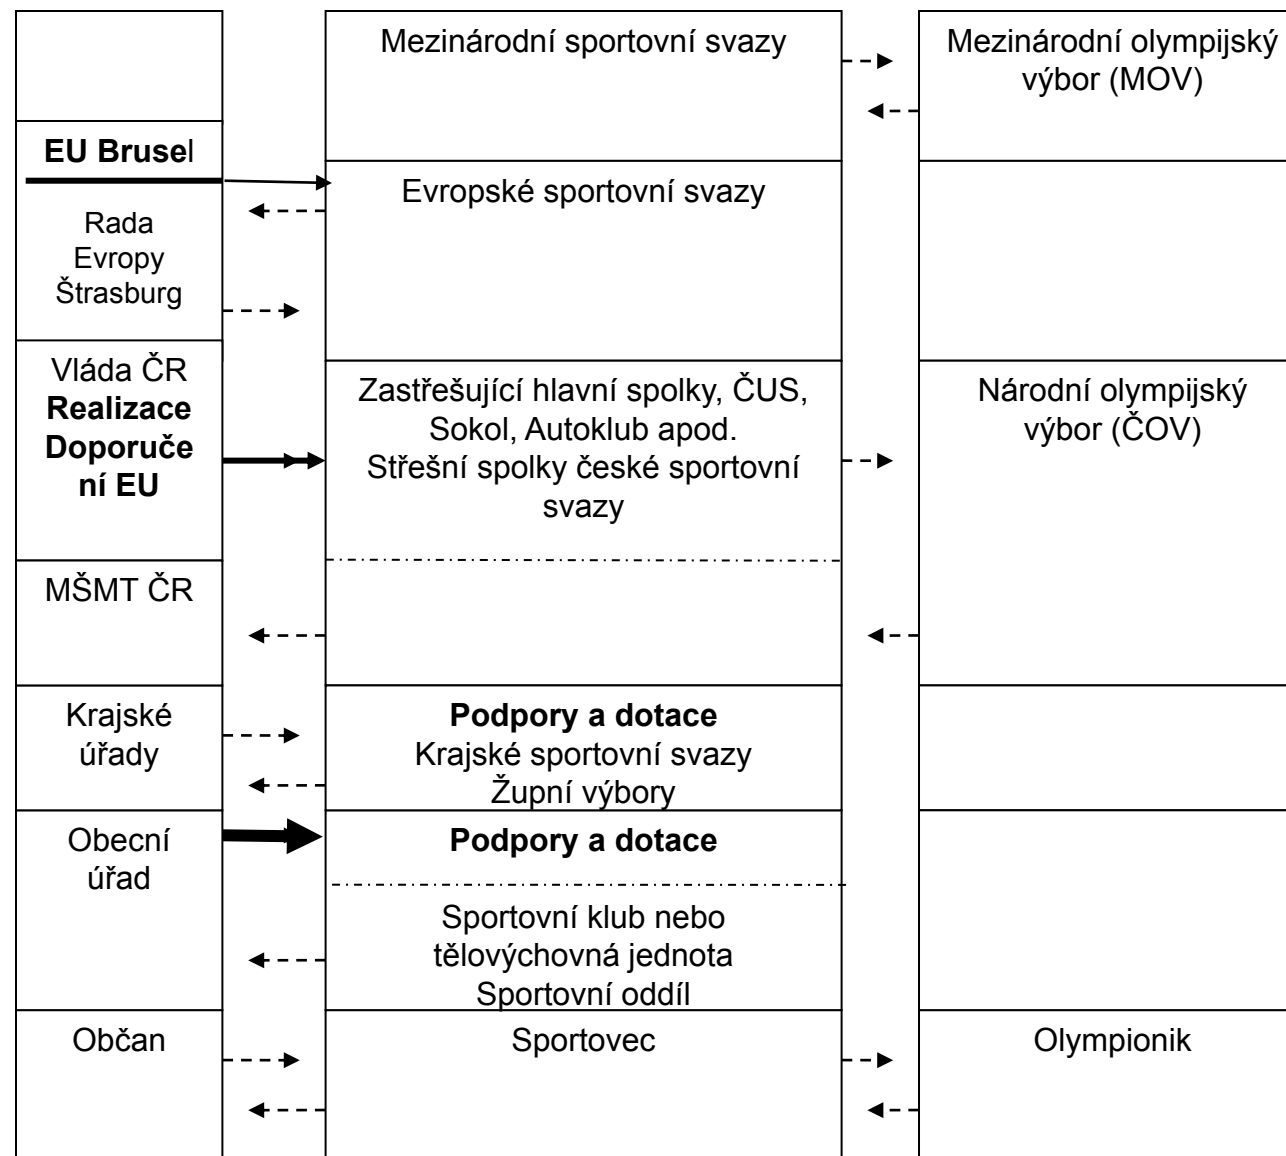 Mezinárodní sportovní svazy
Mezinárodní olympijský
výbor (MOV)
EU Brusel
Rada
Evropy
Štrasburg
Evropské sportovní svazy
Vláda ČR
Realizace
Doporuče
ní EU
Zastřešující hlavní spolky, ČUS,
Sokol, Autoklub apod.
Střešní spolky české sportovní
svazy
Národní olympijský
výbor (ČOV)
MŠMT ČR
Krajské
úřady
Podpory a dotace
Krajské sportovní svazy
Župní výbory
Obecní
úřad
Podpory a dotace
Sportovní klub nebo
tělovýchovná jednota
Sportovní oddíl
Občan
Sportovec
Olympionik